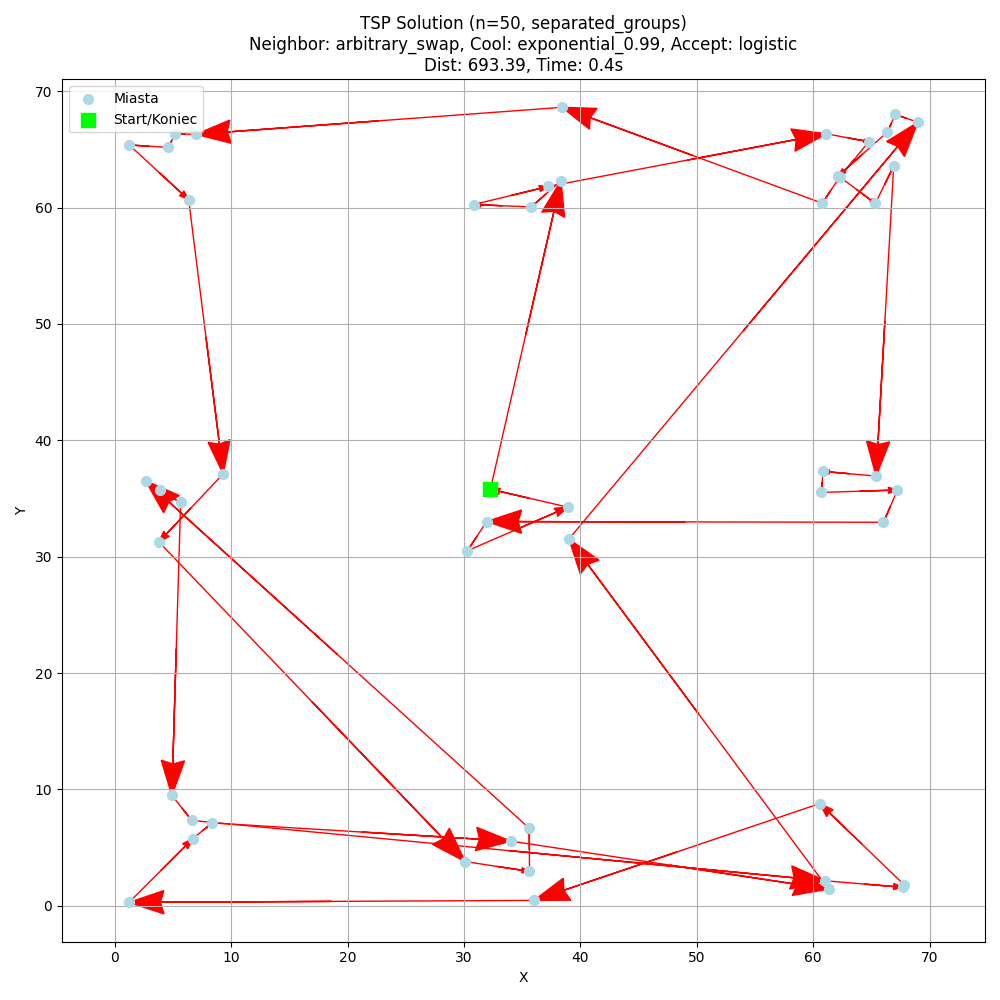 TSP Solution (n=50, separated_groups)
Neighbor: arbitrary_swap, Cool: exponential_0.99, Accept: logistic
Dist: 693.39, Time: 0.4s
Miasta
Start/Koniec
70
60
50
40
30
20
10
0
Y
0 10 20 30 40 50 60 70
X